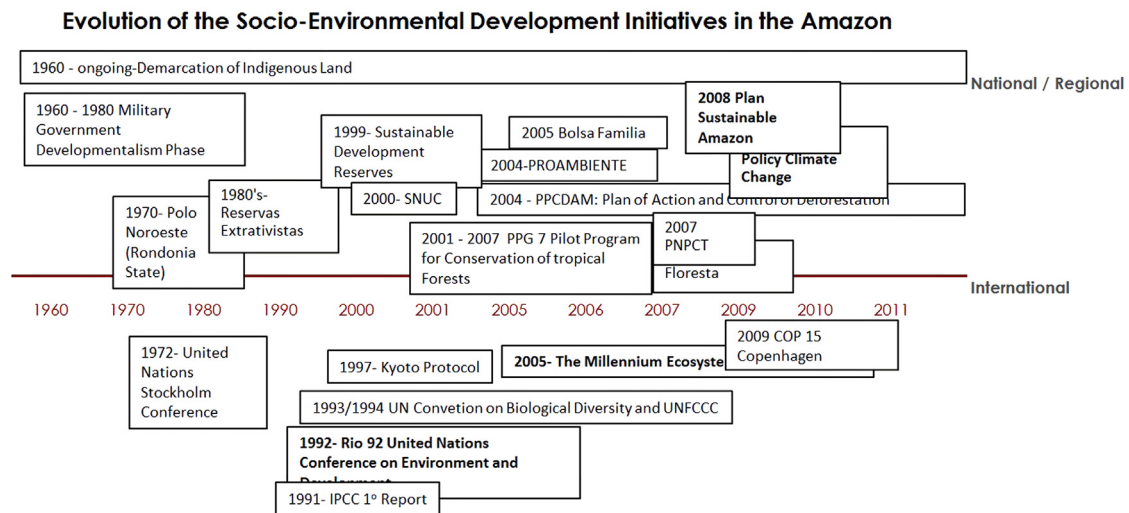 Evolution of the Socio-Environmental Development Initiatives in the Amazon
1960 - ongoing-Demarcation of Indigenous Land
National / Regional
1960 - 1980 Military
Government
Developmentalism Phase
2008 Plan
Sustainable
Amazon
1999- Sustainable
Development
Reserves
2005 Bolsa Familia
2004-PROAMBIENTE
Policy Climate
Change
1980's-
Reservas
Extrativistas
2000- SNUC
2004 - PPCDAM: Plan of Action and Control of Deforestation
1970- Polo
Noroeste
(Rondonia
State)
2001 - 2007 PPG 7 Pilot Program
for Conservation of tropical
Forests
2007
PNPCT
Floresta
International
1960 1970 1980 1990 2000 2001 2005 2006 2007 2009 2010 2011
1972- United
Nations
Stockholm
Conference
1997- Kyoto Protocol
2005- The Millennium Ecosyste
2009 COP 15
Copenhagen
1993/1994 UN Convetion on Biological Diversity and UNFCCC
1992- Rio 92 United Nations
Conference on Environment and
1991- IPCC 1º Report